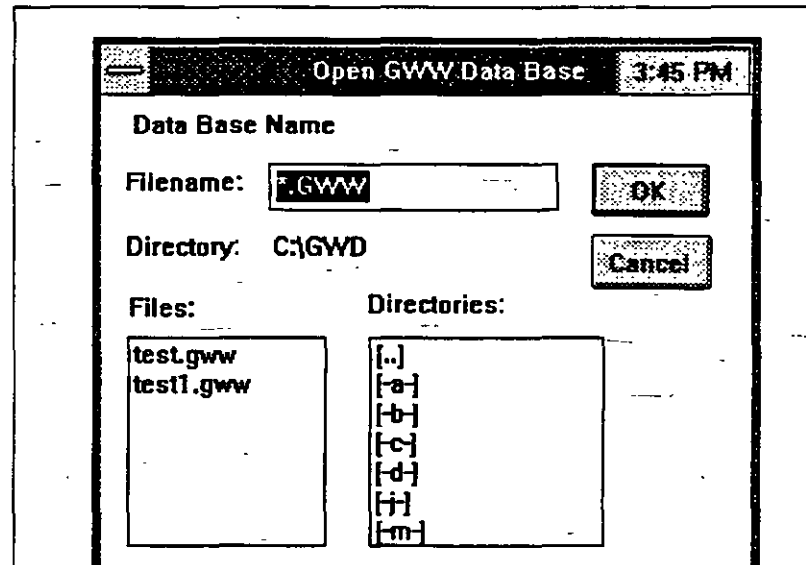 Open GWW Data Base 3:45 PM
Data Base Name
Filename: *.GWW OK
Directory: C:\GWD Cancel
Files: Directories:
test.gww [..]
test1.gww [-a-]
[-b-]
[-c-]
[-d-]
[-j-]
[-m-]